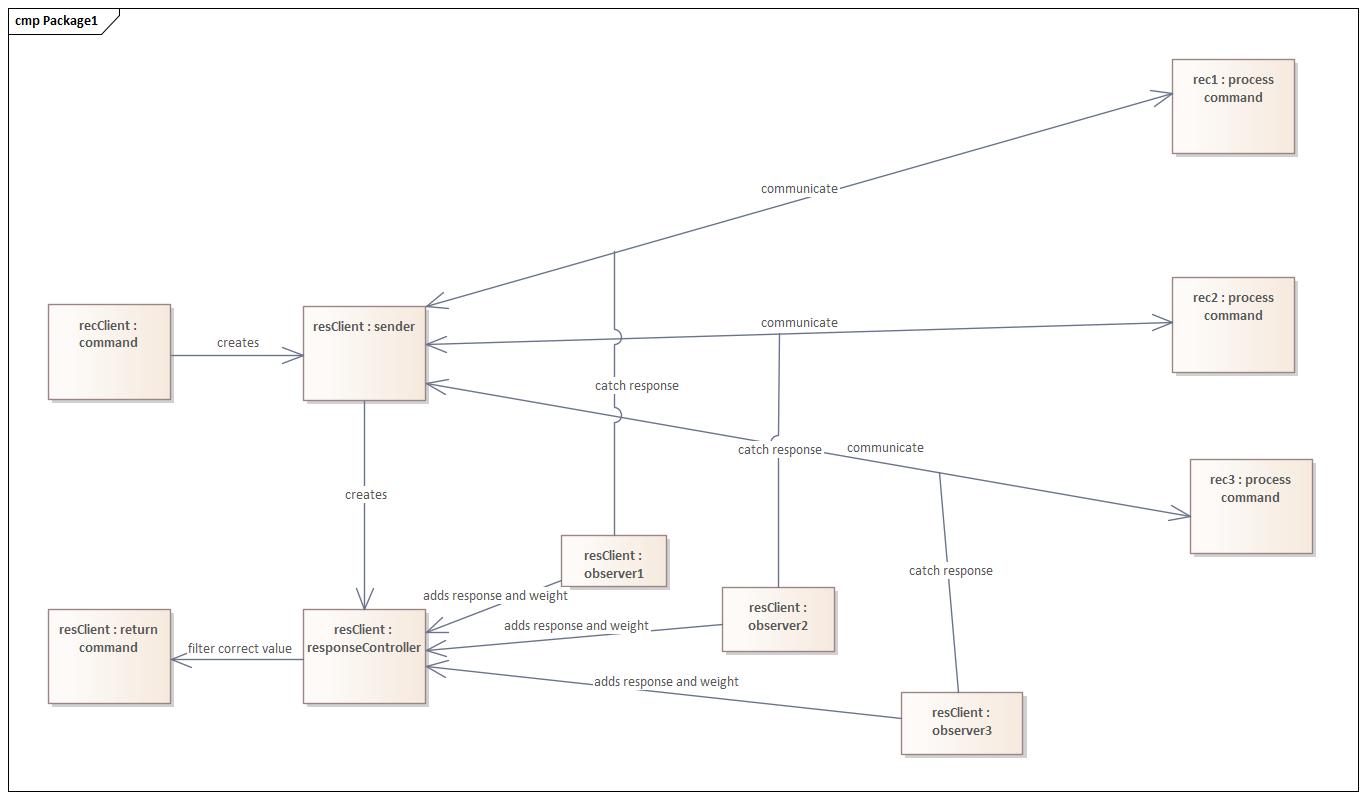 cmp Package1
rec1 : process
command
communicate
rec2 : process
command
recClient :
command
creates
resClient : sender
communicate
catch response
catch response
communicate
rec3 : process
command
creates
resClient :
observer1
catch response
adds response and weight
resClient :
observer2
resClient : return
command
filter correct value
resClient :
responseController
adds response and weight
adds response and weight
resClient :
observer3